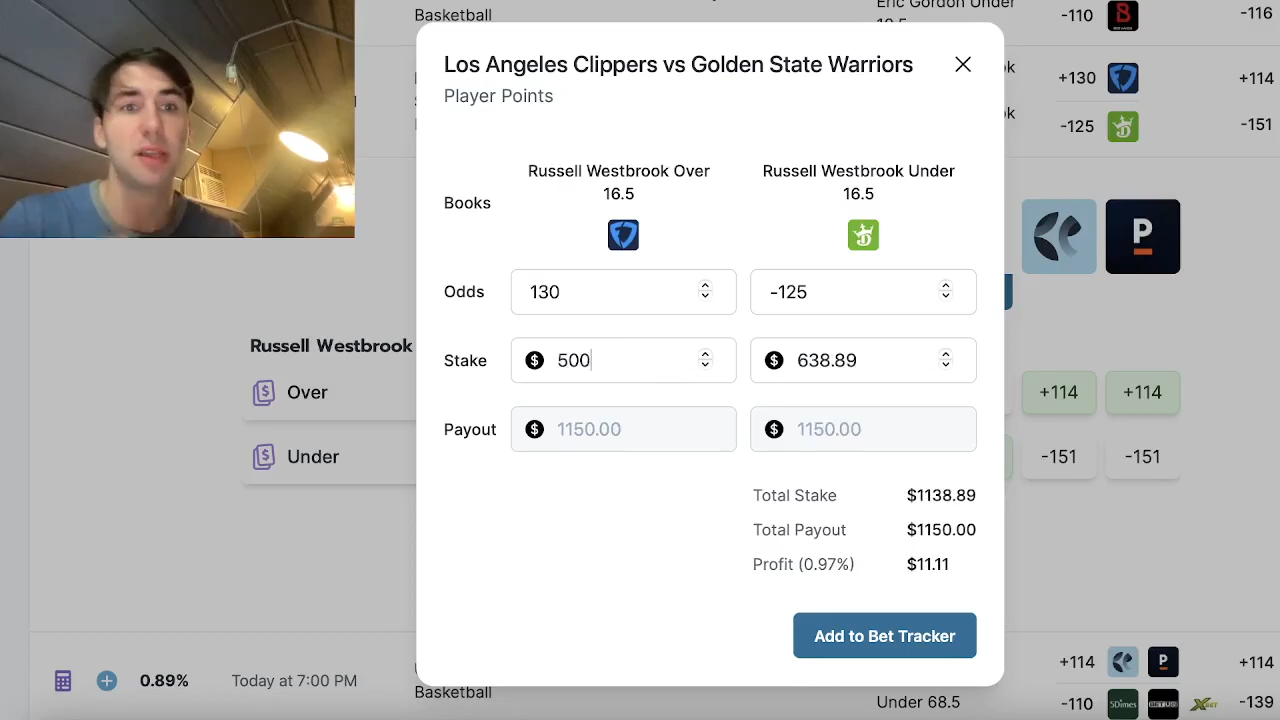 Basketball
Eric Gordon Under
-110
-116
Los Angeles Clippers vs Golden State Warriors
Player Points
+130
+114
-125
-151
Russell Westbrook Over
16.5
Russell Westbrook Under
16.5
Books
P
Odds
130
-125
Stake
$ 500
$ 638.89
Payout
$ 1150.00
$ 1150.00
Russell Westbrook
Over
+114
+114
Under
-151
-151
Total Stake
$1138.89
Total Payout
$1150.00
Profit (0.97%)
$11.11
Add to Bet Tracker
0.89%
Today at 7:00 PM
Basketball
+114
P
+114
Under 68.5
-110
5Dimes
BETUS
XBET
-139